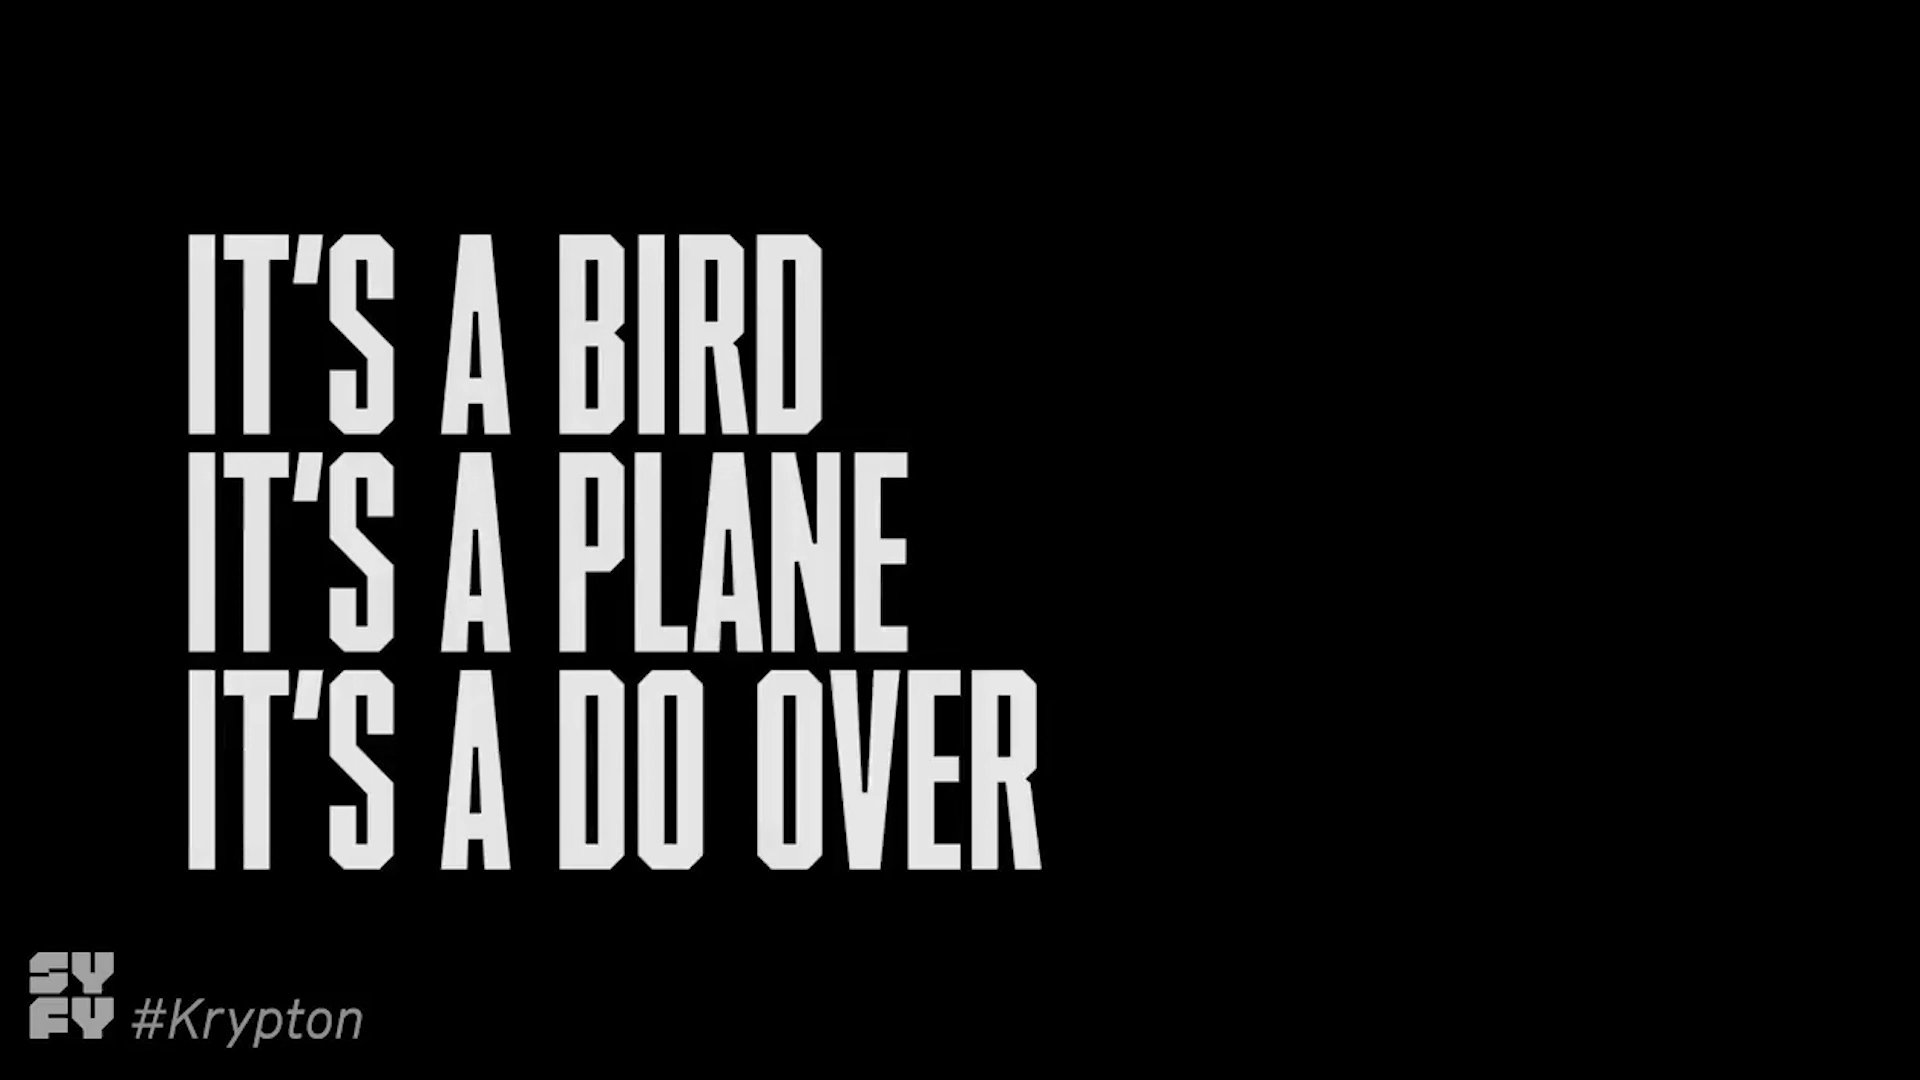 IT'S A BIRD
IT'S A PLANE
IT'S A DO OVER
SY
FY #Krypton